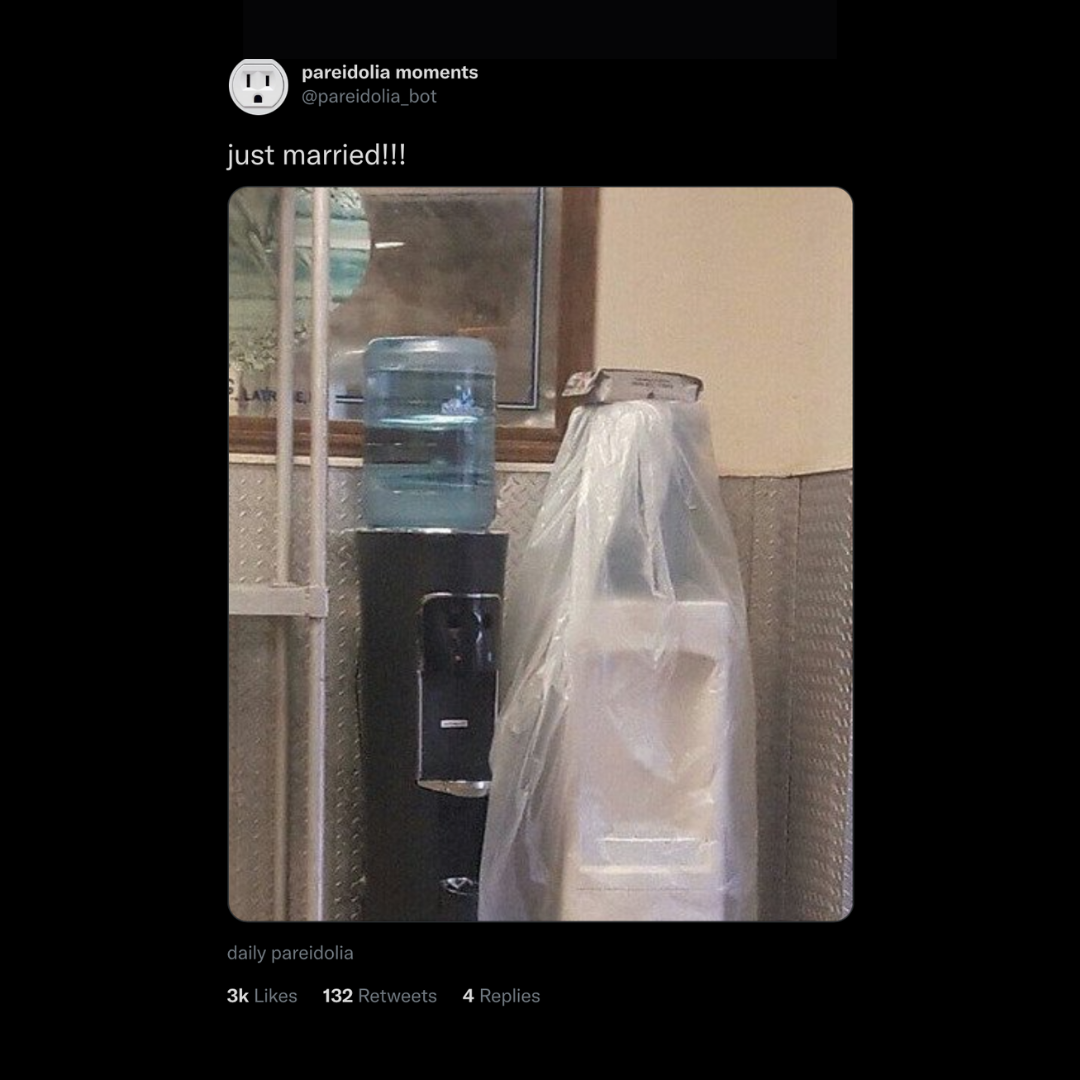 pareidolia moments
@pareidolia_bot
just married!!!
daily pareidolia
3k Likes 132 Retweets 4 Replies